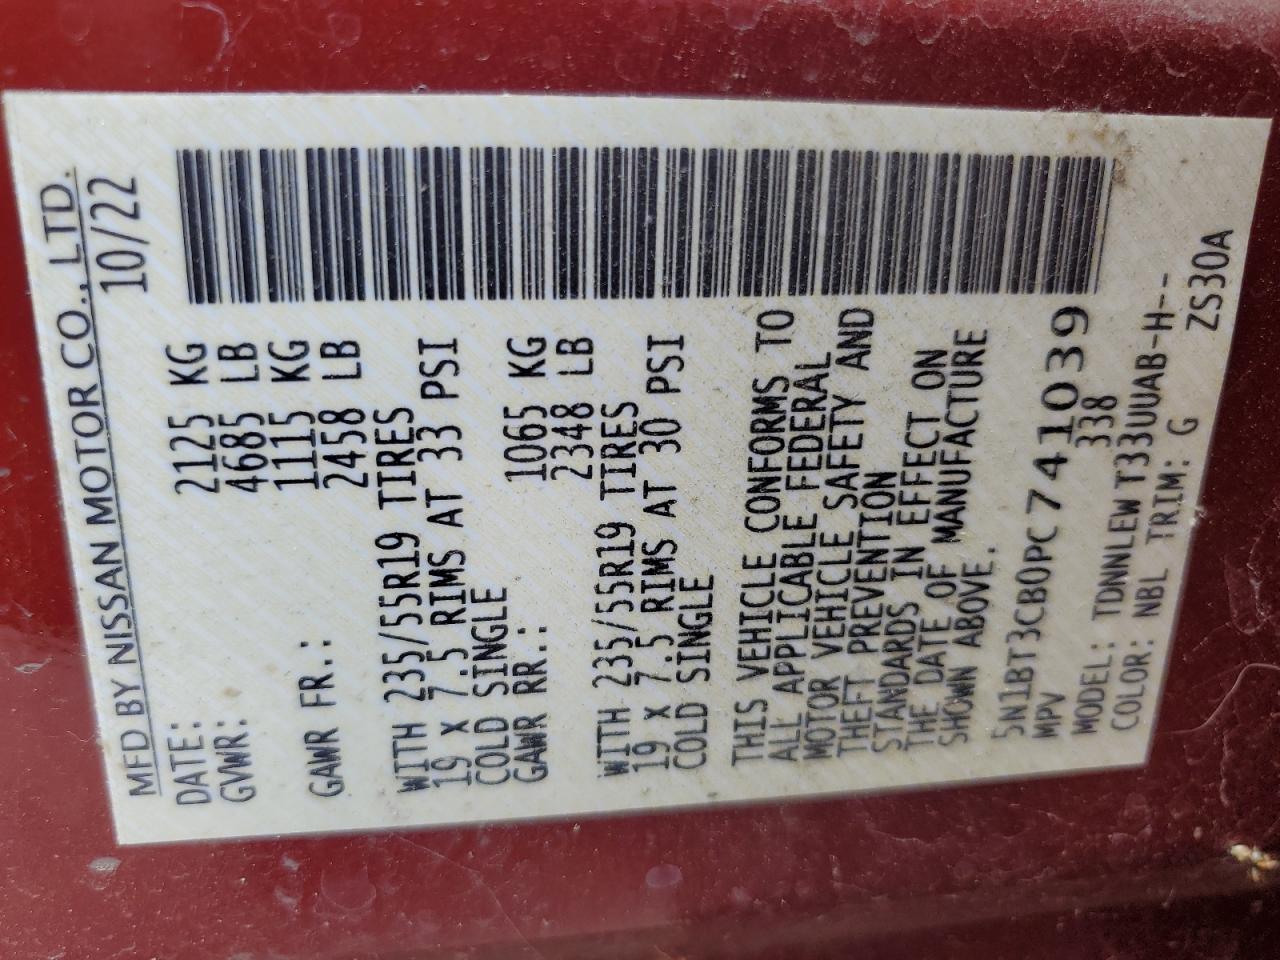 MFD BY NISSAN MOTOR CO., LTD.
DATE: 10/22
GVWR: 2125 KG
4685 LB
GAWR FR.: 1115 KG
2458 LB
WITH 235/55R19 TIRES
19 x 7.5 RIMS AT 33 PSI
COLD SINGLE
GAWR RR.: 1065 KG
2348 LB
WITH 235/55R19 TIRES
19 x 7.5 RIMS AT 30 PSI
COLD SINGLE
THIS VEHICLE CONFORMS TO
ALL APPLICABLE FEDERAL
MOTOR VEHICLE SAFETY AND
THEFT PREVENTION
STANDARDS IN EFFECT ON
THE DATE OF MANUFACTURE
SHOWN ABOVE.
5N1BT3CB0PC741039
MPV 338
MODEL: TDNNLEW T33UUAB-H--
COLOR: NBL TRIM: G ZS30A